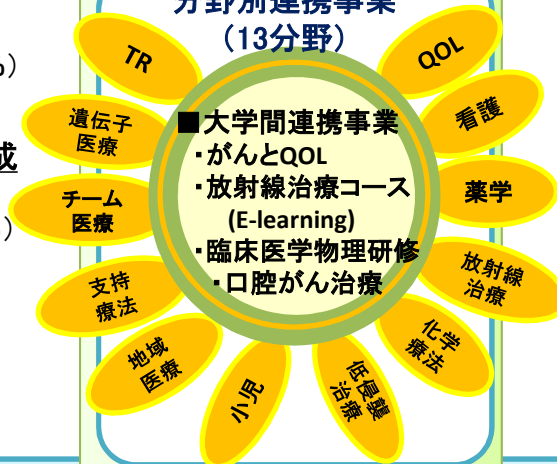 分野別連携事業
（13分野）
TR
QOL
遺伝子
医療
看護
チーム
医療
薬学
支持
療法
放射線
治療
地域
医療
化学
療法
小児
低侵襲
治療
■大学間連携事業
・がんとQOL
・放射線治療コース
(E-learning)
・臨床医学物理研修
・口腔がん治療
成
）
）